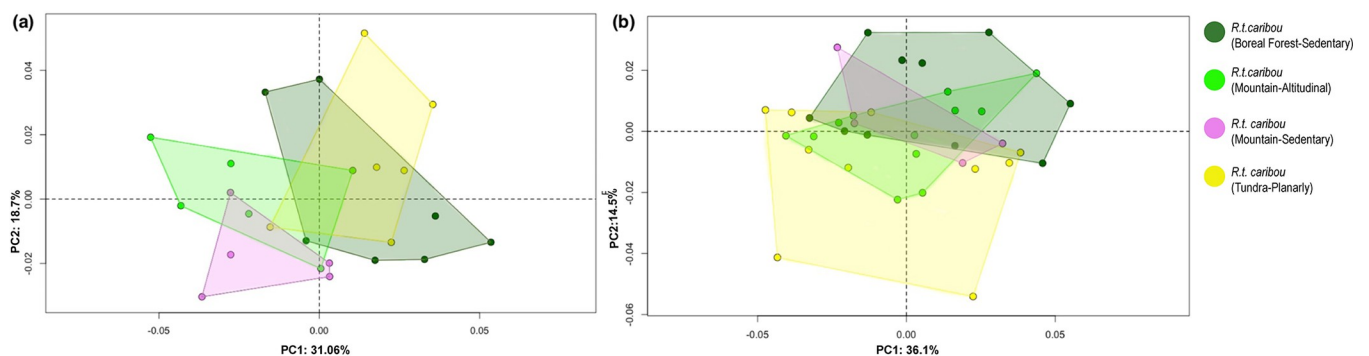 (a)
0.04
0.02
0.00
-0.02
PC2: 18.7%
-0.05
0.00
0.05
PC1: 31.06%
(b)
0.02
0.00
-0.02
-0.04
-0.06
PC2:14.5%
-0.05
0.00
0.05
PC1: 36.1%
R.t.caribou
(Boreal Forest-Sedentary)
R.t.caribou
(Mountain-Altitudinal)
R.t. caribou
(Mountain-Sedentary)
R.t. caribou
(Tundra-Planarly)